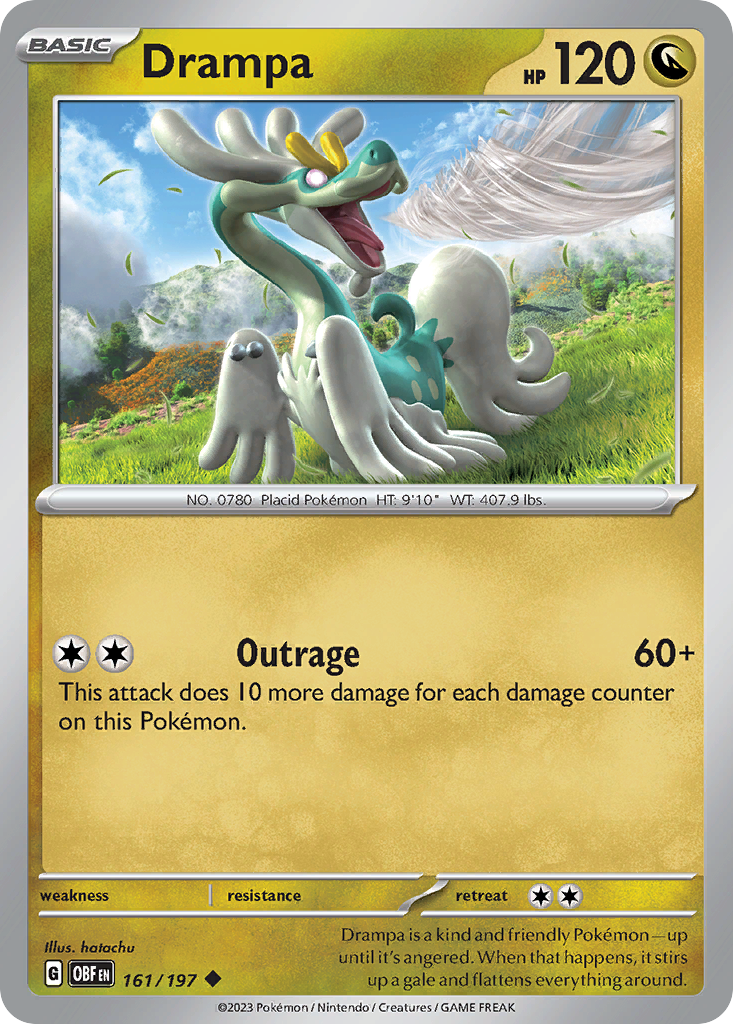 BASIC
Drampa
HP 120
NO. 0780 Placid Pokémon HT: 9'10" WT: 407.9 lbs.
Outrage 60+
This attack does 10 more damage for each damage counter
on this Pokémon.
weakness resistance retreat
Illus. hatachu
Drampa is a kind and friendly Pokémon—up
until it's angered. When that happens, it stirs
up a gale and flattens everything around.
G OBF EN 161/197
©2023 Pokémon / Nintendo / Creatures / GAME FREAK